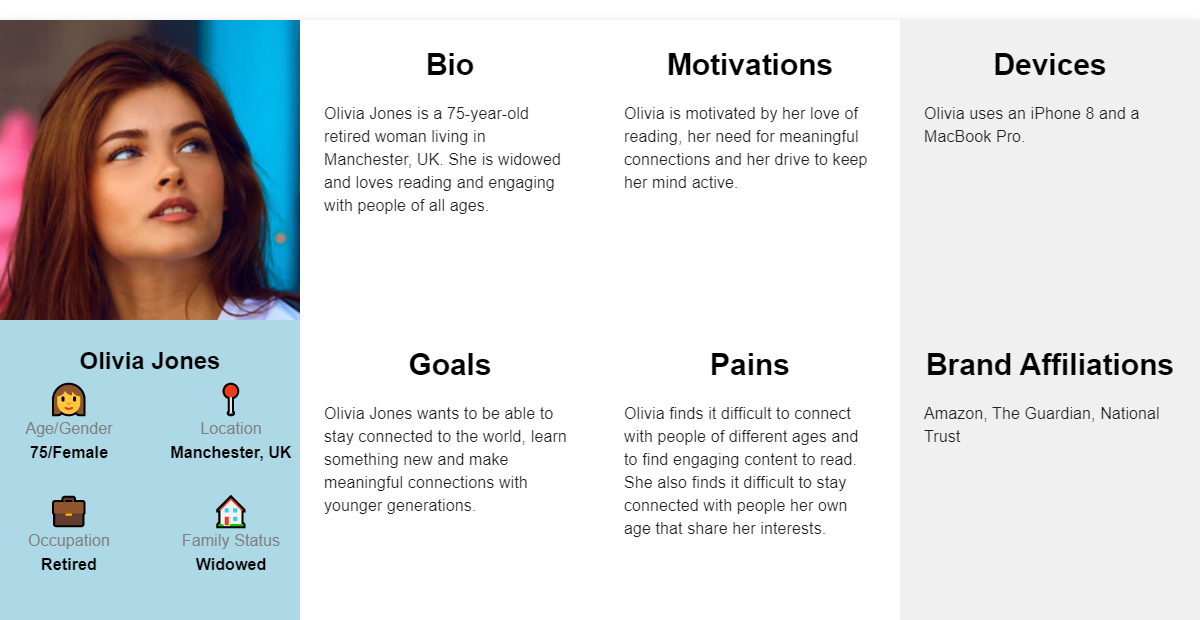 Bio
Olivia Jones is a 75-year-old
retired woman living in
Manchester, UK. She is widowed
and loves reading and engaging
with people of all ages.
Motivations
Olivia is motivated by her love of
reading, her need for meaningful
connections and her drive to keep
her mind active.
Devices
Olivia uses an iPhone 8 and a
MacBook Pro.
Olivia Jones
Age/Gender
75/Female
Location
Manchester, UK
Occupation
Retired
Family Status
Widowed
Goals
Olivia Jones wants to be able to
stay connected to the world, learn
something new and make
meaningful connections with
younger generations.
Pains
Olivia finds it difficult to connect
with people of different ages and
to find engaging content to read.
She also finds it difficult to stay
connected with people her own
age that share her interests.
Brand Affiliations
Amazon, The Guardian, National
Trust